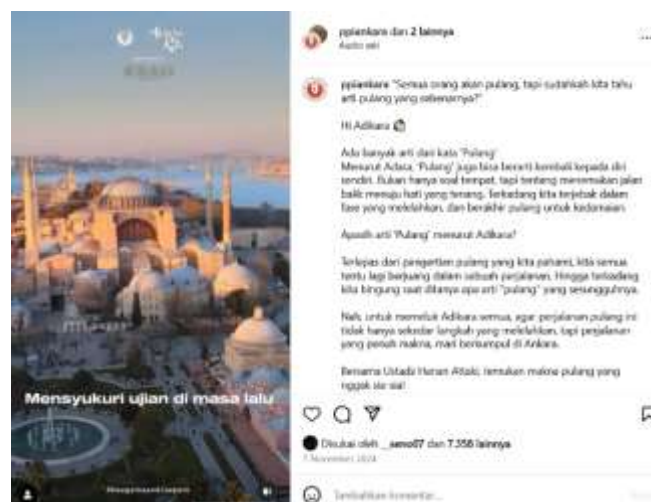 Mensyukuri ujian di masa lalu
ppiankara dan 2 lainnya
Audio asli
ppiankara "Semua orang akan pulang, tapi sudahkah kita tahu
arti pulang yang sebenarnya?"
Hi Adikara
Ada banyak arti dari kata 'Pulang'
Menurut Adara, 'Pulang' juga bisa berarti kembali kepada diri
sendiri. Bukan hanya soal tempat, tapi tentang menemukan jalan
balik menuju hati yang tenang. Terkadang kita terjebak dalam
fase yang melelahkan, dan berakhir pulang untuk kedamaian.
Apasih arti 'Pulang' menurut Adikara?
Terlepas dari pengertian pulang yang kita pahami, kita semua
tentu lagi berjuang dalam sebuah perjalanan. Hingga terkadang
kita bingung saat ditanya apa arti "pulang" yang sesungguhnya.
Nah, untuk memeluk Adikara semua, agar perjalanan pulang ini
tidak hanya sekedar langkah yang melelahkan, tapi perjalanan
yang penuh makna, mari berkumpul di Ankara.
Bersama Ustadz Hanan Attaki, temukan makna pulang yang
nggak sia-sia!
Disukai oleh _seno07 dan 7.358 lainnya
7 November 2024
Tambahkan komentar...